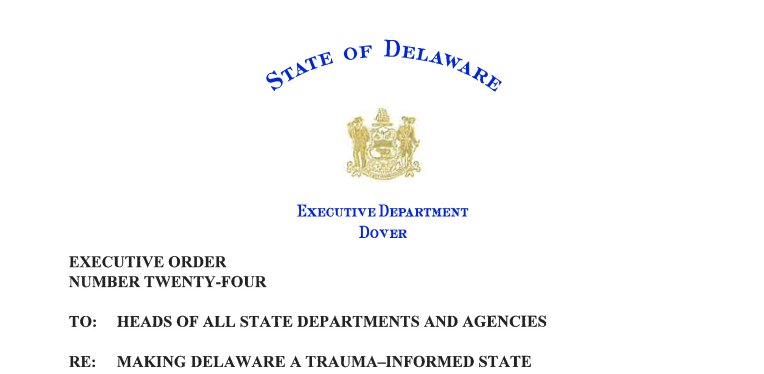 STATE OF DELAWARE
EXECUTIVE DEPARTMENT
DOVER
EXECUTIVE ORDER
NUMBER TWENTY-FOUR
TO: HEADS OF ALL STATE DEPARTMENTS AND AGENCIES
RE: MAKING DELAWARE A TRAUMA–INFORMED STATE